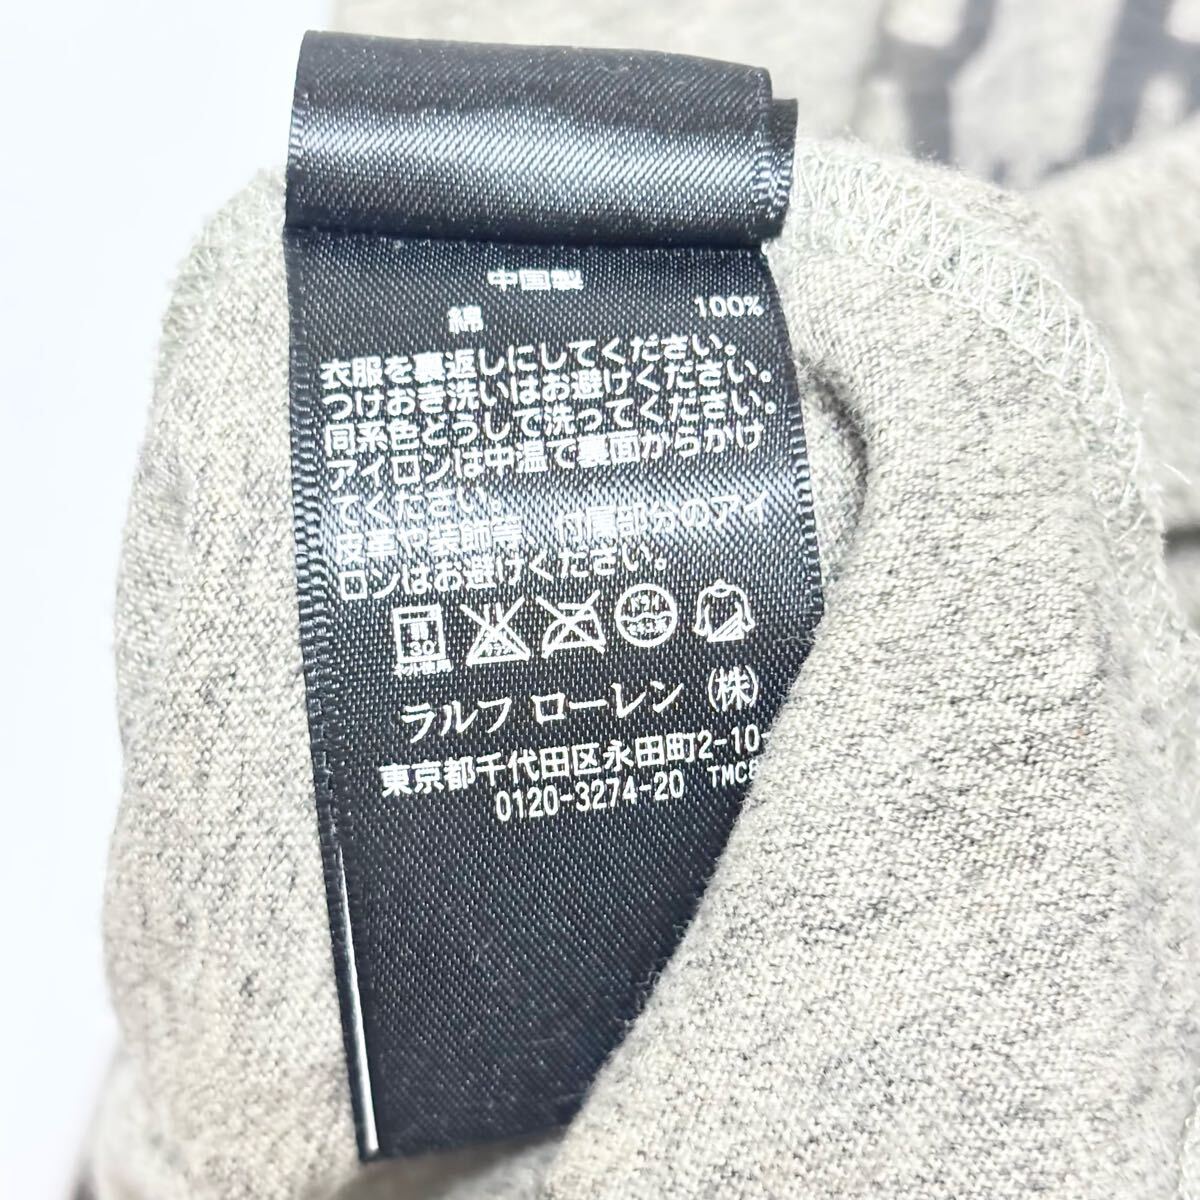 中国製
綿 100%
衣服を裏返しにしてください。
つけおき洗いはお避けください。
同系色どうしで洗ってください。
アイロンは中温で裏面からかけ
てください。
皮革や装飾等、付属部分のアイ
ロンはお避けください。
30
ドライ
ラルフ ローレン (株)
東京都千代田区永田町2-10-
0120-3274-20 TMC